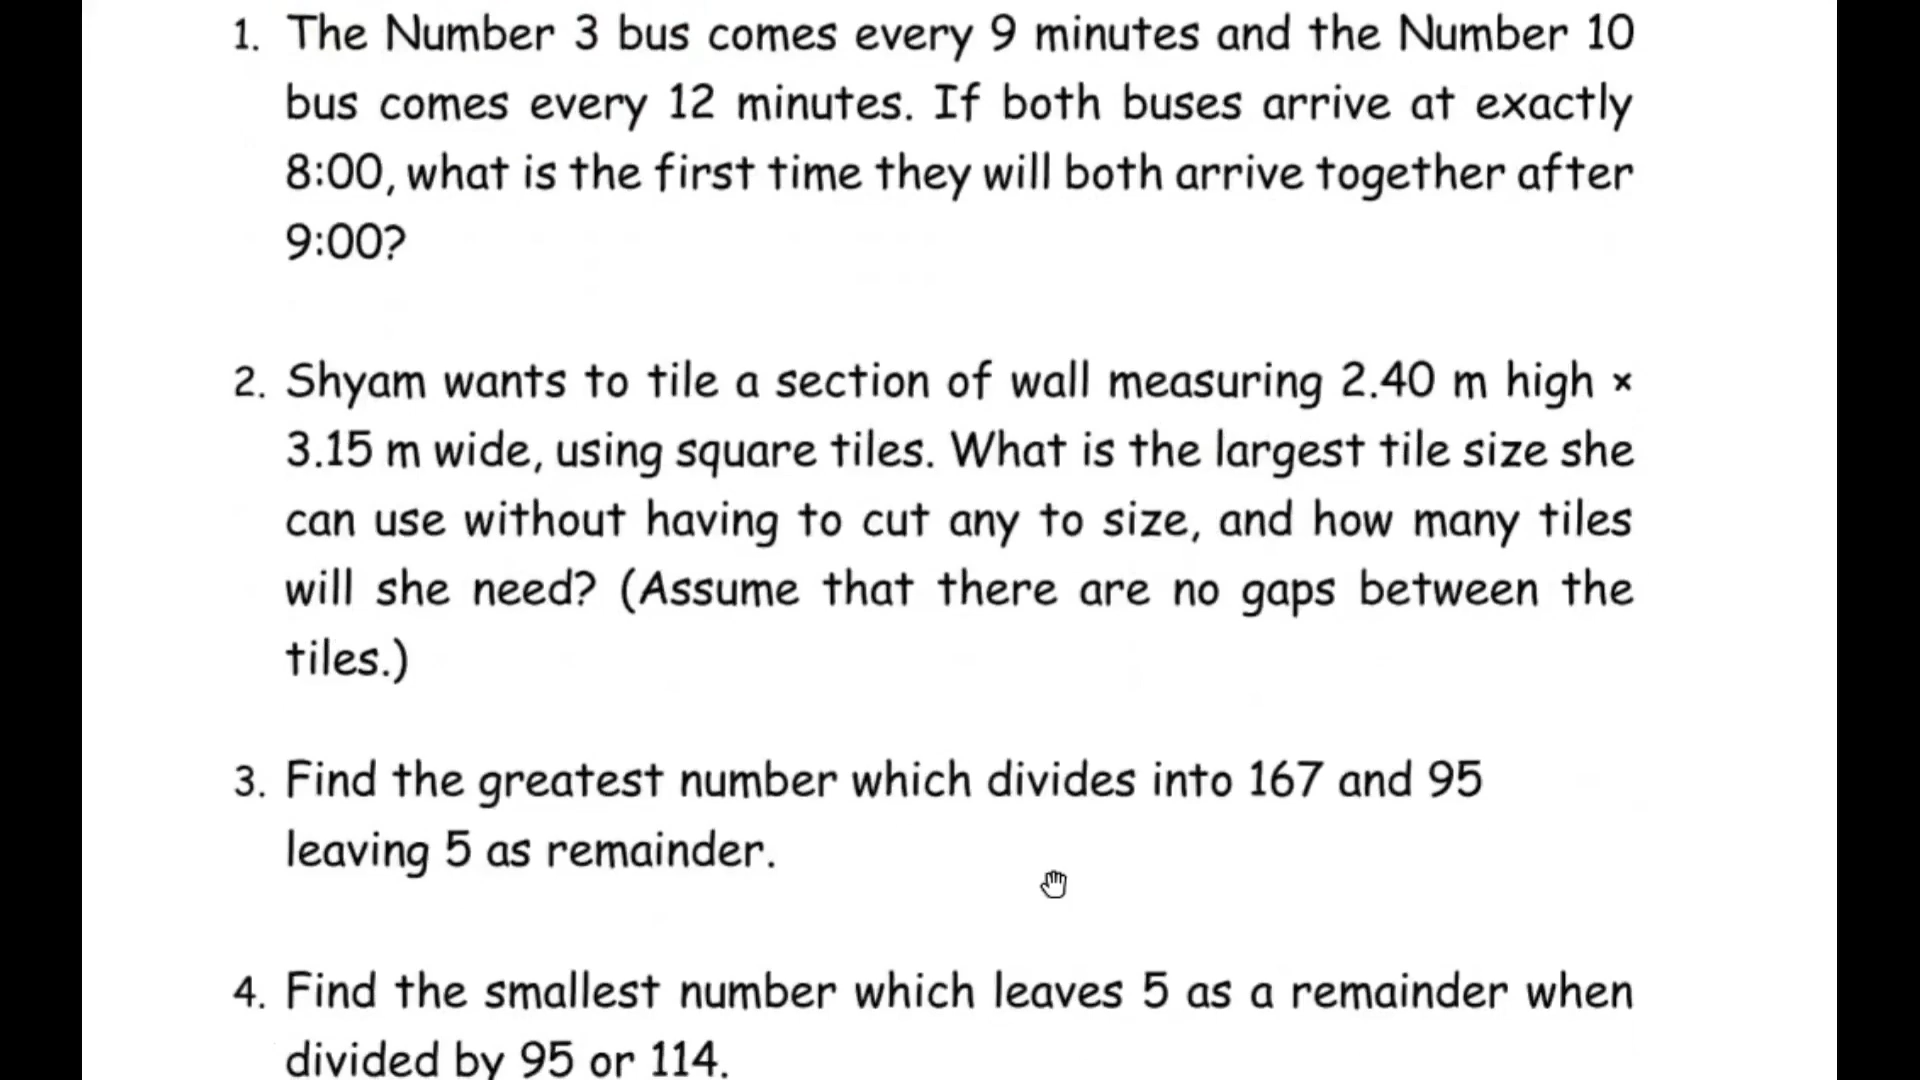 1. The Number 3 bus comes every 9 minutes and the Number 10
bus comes every 12 minutes. If both buses arrive at exactly
8:00, what is the first time they will both arrive together after
9:00?
2. Shyam wants to tile a section of wall measuring 2.40 m high ×
3.15 m wide, using square tiles. What is the largest tile size she
can use without having to cut any to size, and how many tiles
will she need? (Assume that there are no gaps between the
tiles.)
3. Find the greatest number which divides into 167 and 95
leaving 5 as remainder.
4. Find the smallest number which leaves 5 as a remainder when
divided by 95 or 114.